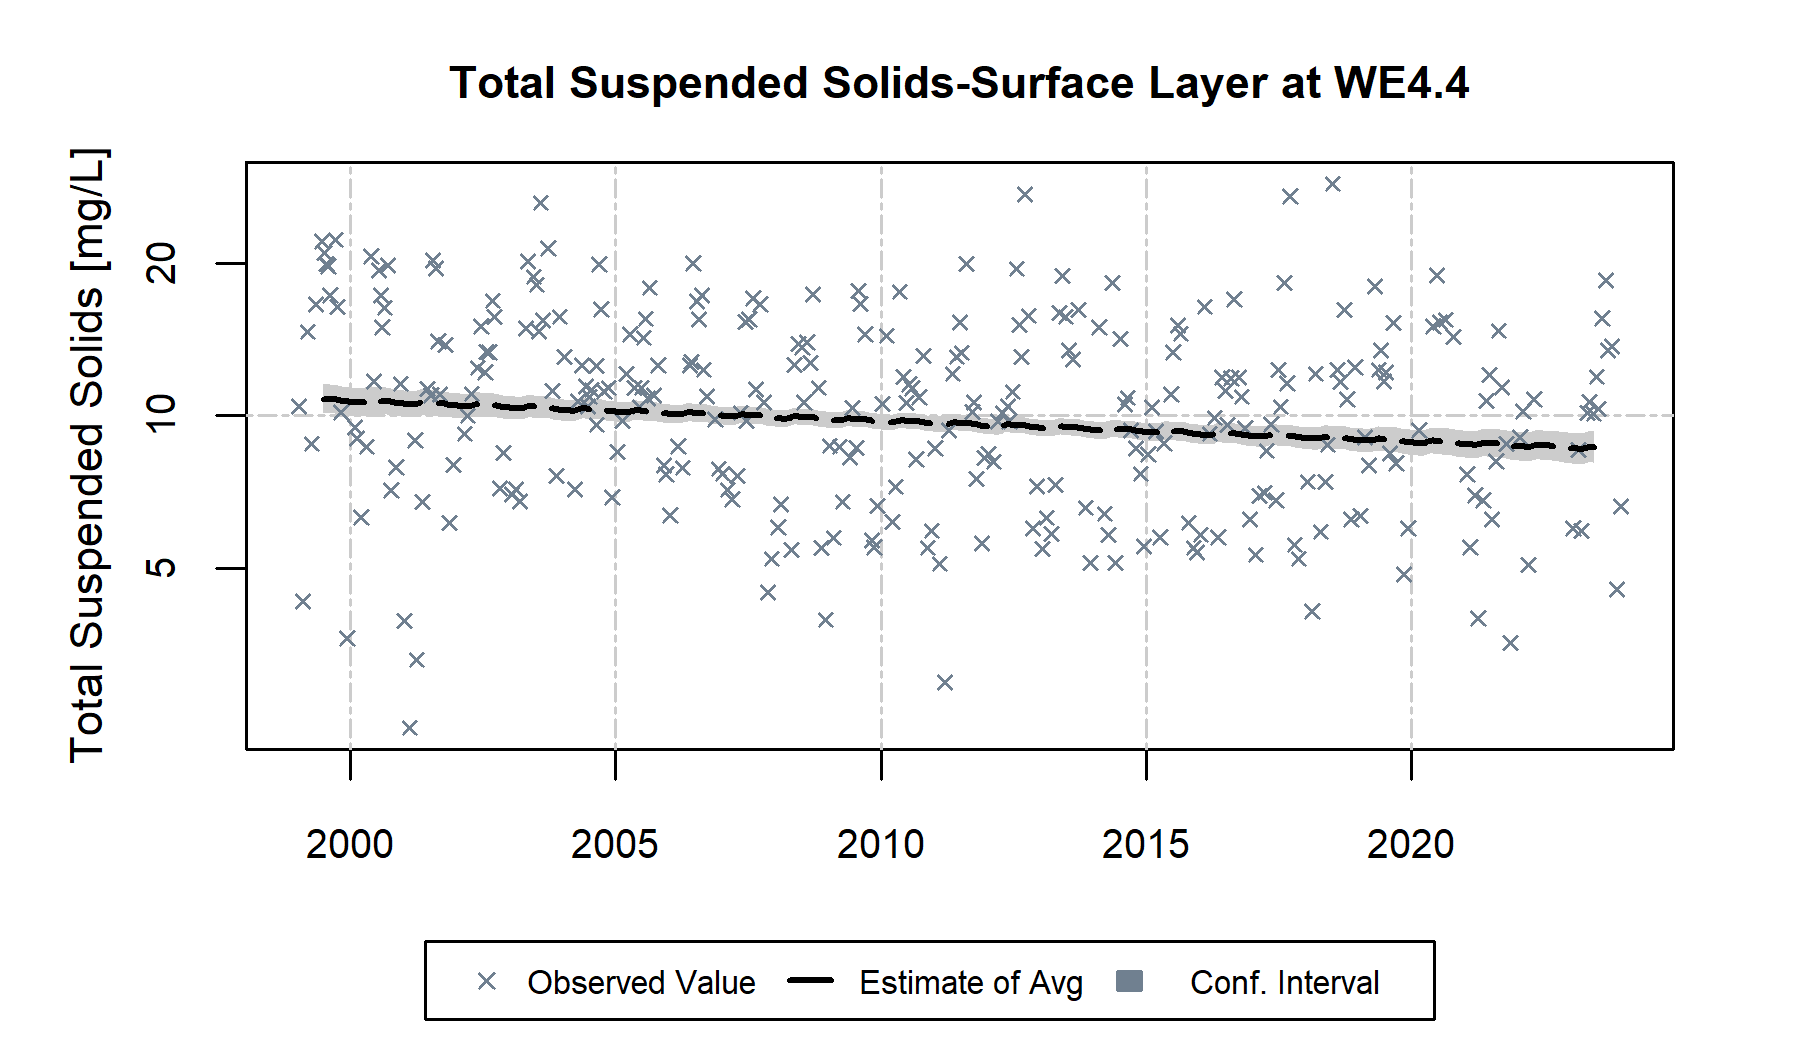 Total Suspended Solids-Surface Layer at WE4.4
Total Suspended Solids [mg/L]
20
10
5
2000 2005 2010 2015 2020
Observed Value Estimate of Avg Conf. Interval